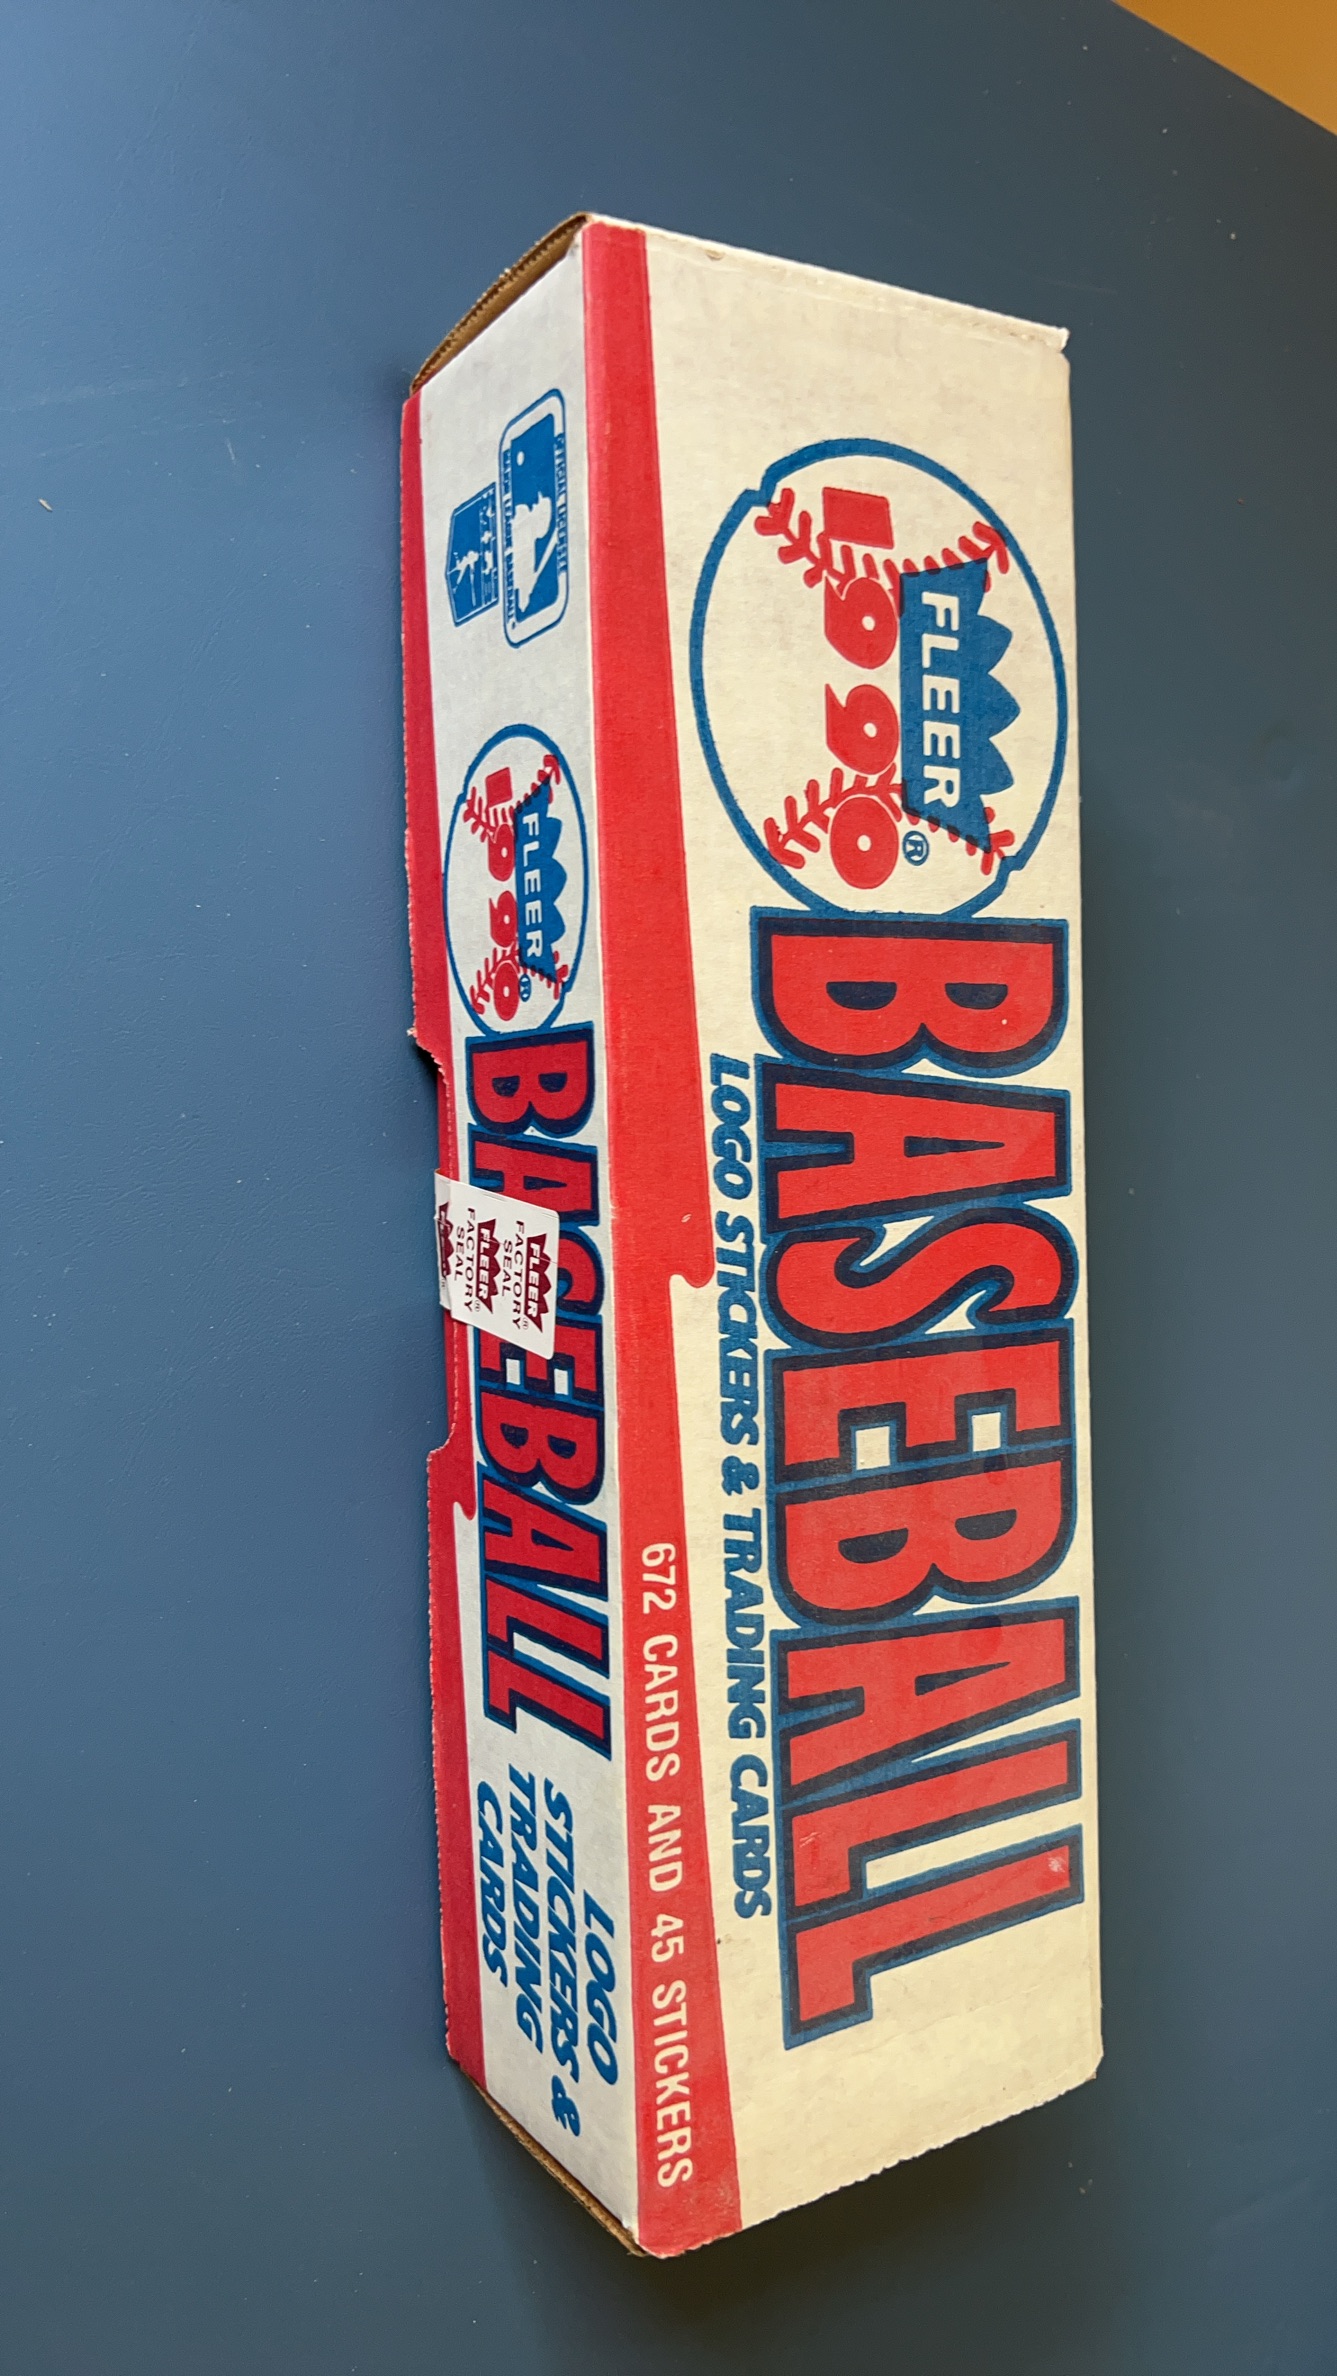 FLEER®
1990
BASEBALL
LOGO STICKERS & TRADING CARDS
672 CARDS AND 45 STICKERS
FLEER®
1990
BASEBALL
LOGO
STICKERS &
TRADING
CARDS
FLEER®
FACTORY
SEAL
FLEER®
FACTORY
SEAL